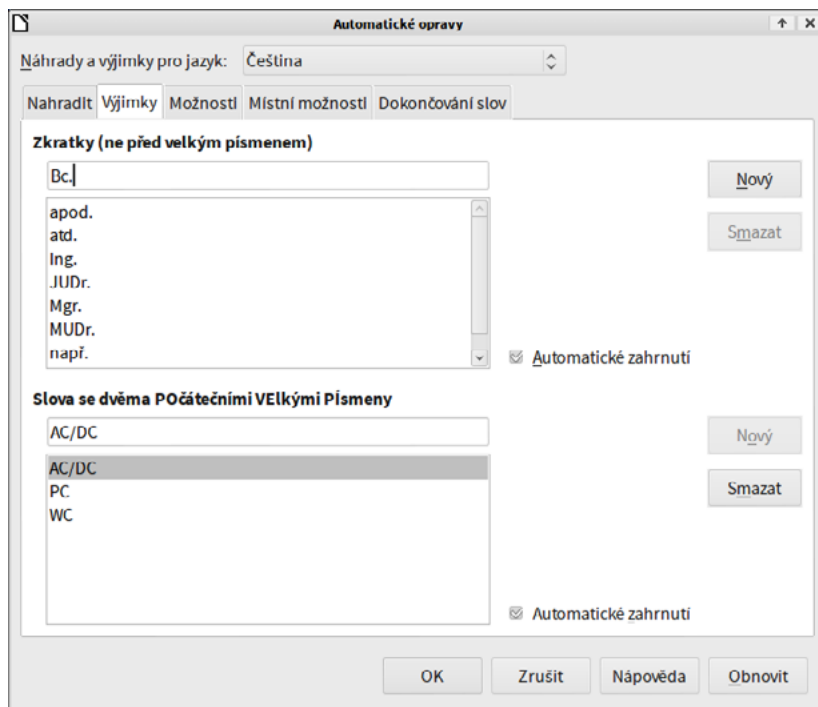 Automatické opravy
Náhrady a výjimky pro jazyk: Čeština
Nahradit Výjimky Možnosti Místní možnosti Dokončování slov
Zkratky (ne před velkým písmenem)
Bc.
Nový
apod.
atd.
Smazat
Ing.
JUDr.
Mgr.
MUDr.
např.
Automatické zahrnutí
Slova se dvěma POčátečními VElkými PÍsmeny
AC/DC
Nový
AC/DC
PC
Smazat
WC
Automatické zahrnutí
OK Zrušit Nápověda Obnovit